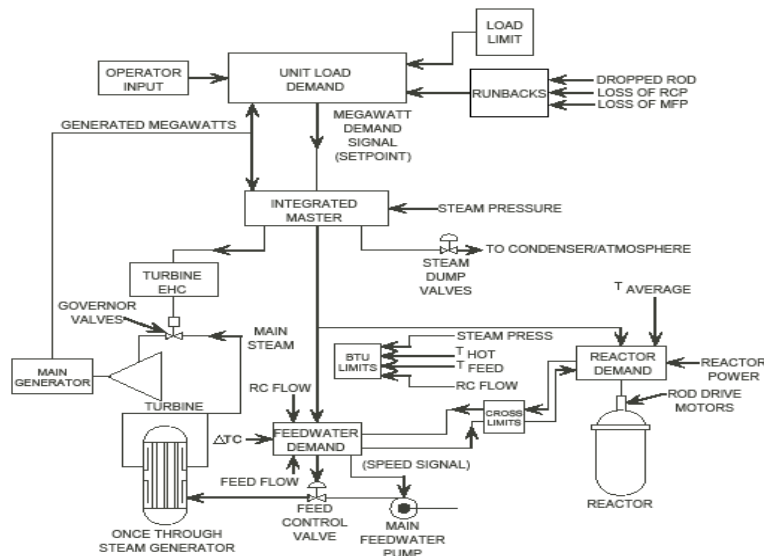 LOAD
LIMIT
OPERATOR
INPUT
UNIT LOAD
DEMAND
RUNBACKS
DROPPED ROD
LOSS OF RCP
LOSS OF MFP
GENERATED MEGAWATTS
MEGAWATT
DEMAND
SIGNAL
(SETPOINT)
INTEGRATED
MASTER
STEAM PRESSURE
TO CONDENSER/ATMOSPHERE
STEAM
DUMP
VALVES
TURBINE
EHC
GOVERNOR
VALVES
MAIN
STEAM
T AVERAGE
STEAM PRESS
T HOT
T FEED
RC FLOW
BTU
LIMITS
REACTOR
DEMAND
REACTOR
POWER
MAIN
GENERATOR
TURBINE
RC FLOW
ROD DRIVE
MOTORS
CROSS
LIMITS
ΔTC
FEEDWATER
DEMAND
(SPEED SIGNAL)
FEED FLOW
REACTOR
ONCE THROUGH
STEAM GENERATOR
FEED
CONTROL
VALVE
MAIN
FEEDWATER
PUMP